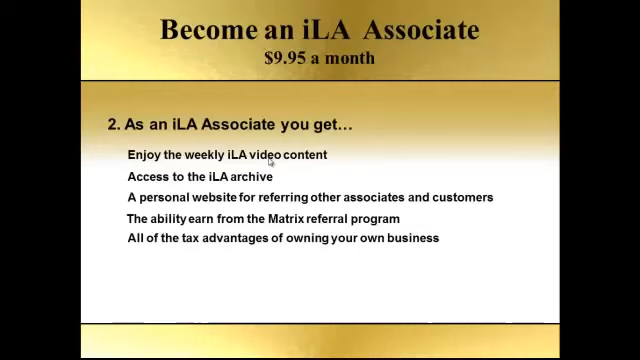 Become an iLA Associate
$9.95 a month
2. As an iLA Associate you get...
Enjoy the weekly iLA video content
Access to the iLA archive
A personal website for referring other associates and customers
The ability earn from the Matrix referral program
All of the tax advantages of owning your own business